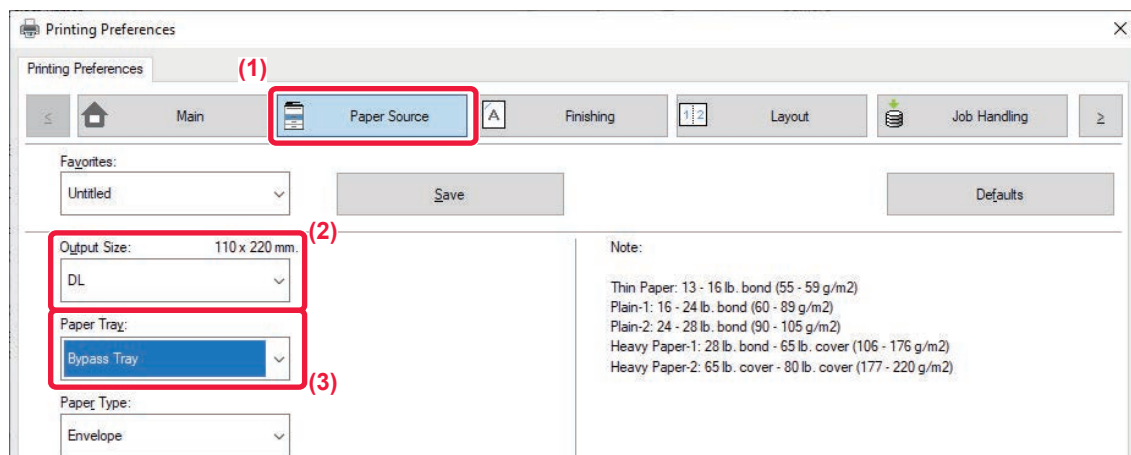 Printing Preferences
Printing Preferences
(1)
<
Main
Paper Source
A
Finishing
1 2
Layout
Job Handling
>
Favorites:
Untitled
Save
Defaults
(2)
Output Size: 110 x 220 mm.
DL
Paper Tray:
Bypass Tray
(3)
Paper Type:
Envelope
Note:
Thin Paper: 13 - 16 lb. bond (55 - 59 g/m2)
Plain-1: 16 - 24 lb. bond (60 - 89 g/m2)
Plain-2: 24 - 28 lb. bond (90 - 105 g/m2)
Heavy Paper-1: 28 lb. bond - 65 lb. cover (106 - 176 g/m2)
Heavy Paper-2: 65 lb. cover - 80 lb. cover (177 - 220 g/m2)